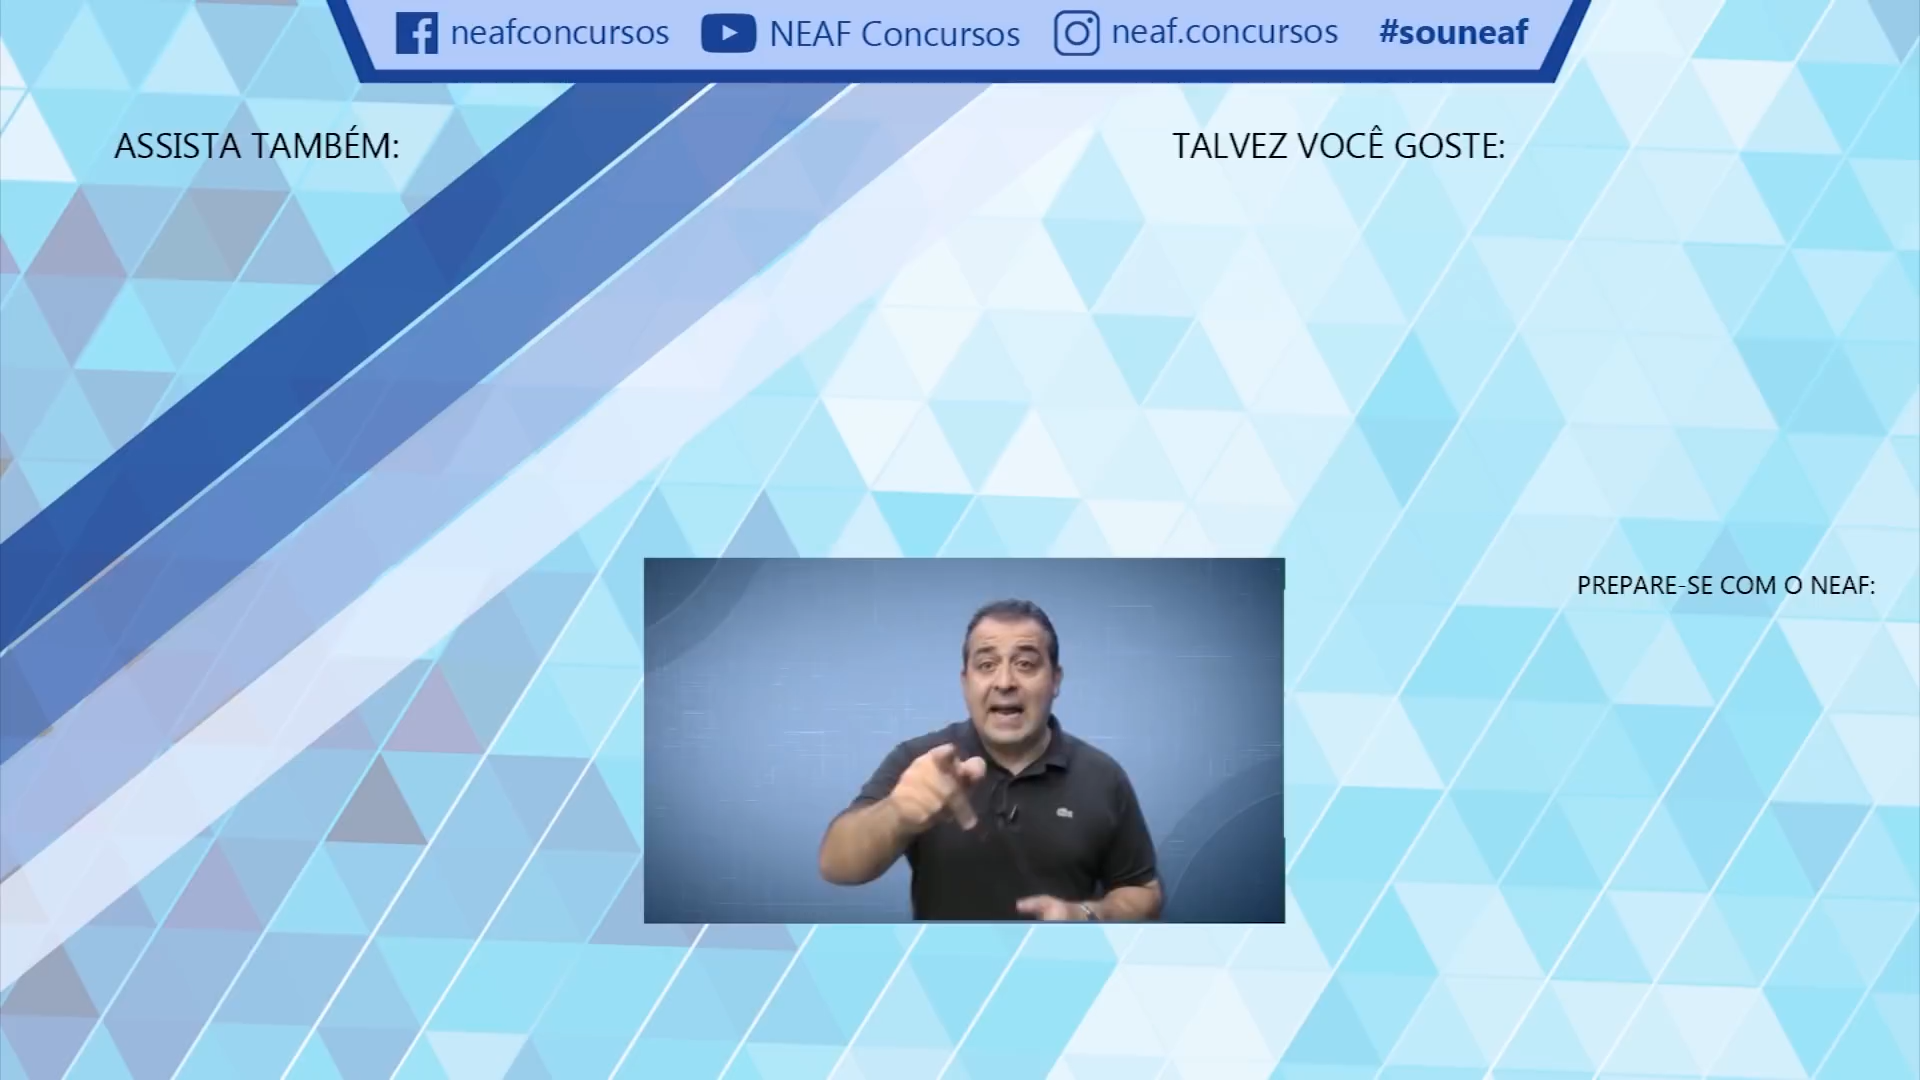 neafconcursos NEAF Concursos neaf.concursos #souneaf
ASSISTA TAMBÉM:
TALVEZ VOCÊ GOSTE:
PREPARE-SE COM O NEAF: